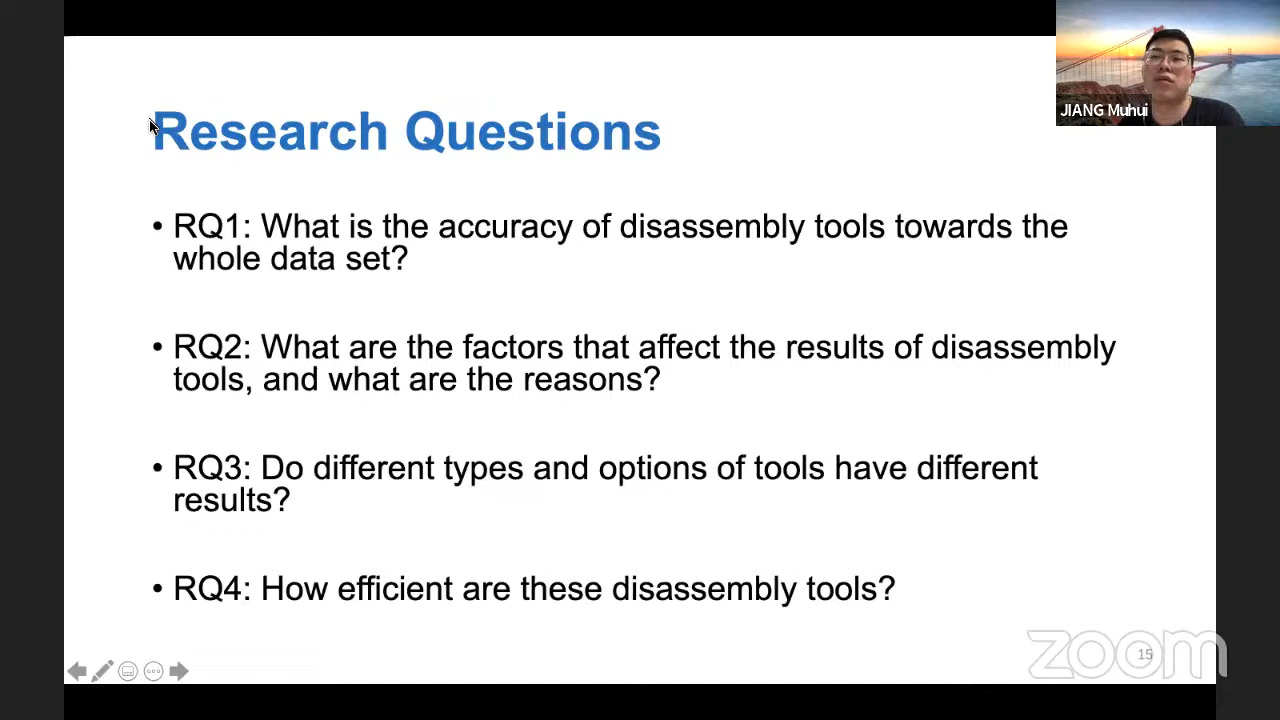 JIANG Muhui
Research Questions
• RQ1: What is the accuracy of disassembly tools towards the
whole data set?
• RQ2: What are the factors that affect the results of disassembly
tools, and what are the reasons?
• RQ3: Do different types and options of tools have different
results?
• RQ4: How efficient are these disassembly tools?
zoom
15